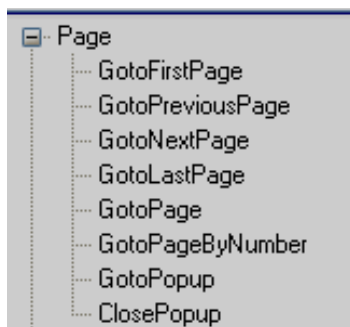 Page
GotoFirstPage
GotoPreviousPage
GotoNextPage
GotoLastPage
GotoPage
GotoPageByNumber
GotoPopup
ClosePopup